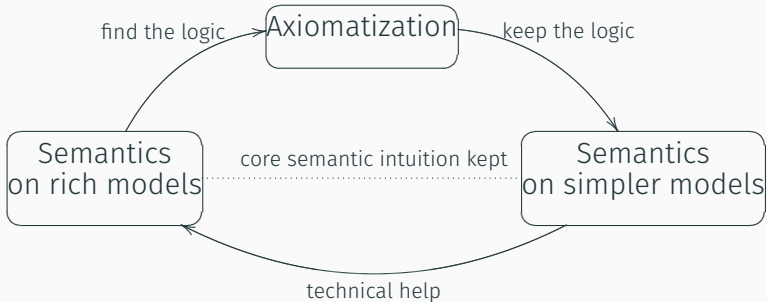 Axiomatization
find the logic
keep the logic
Semantics
on rich models
core semantic intuition kept
Semantics
on simpler models
technical help